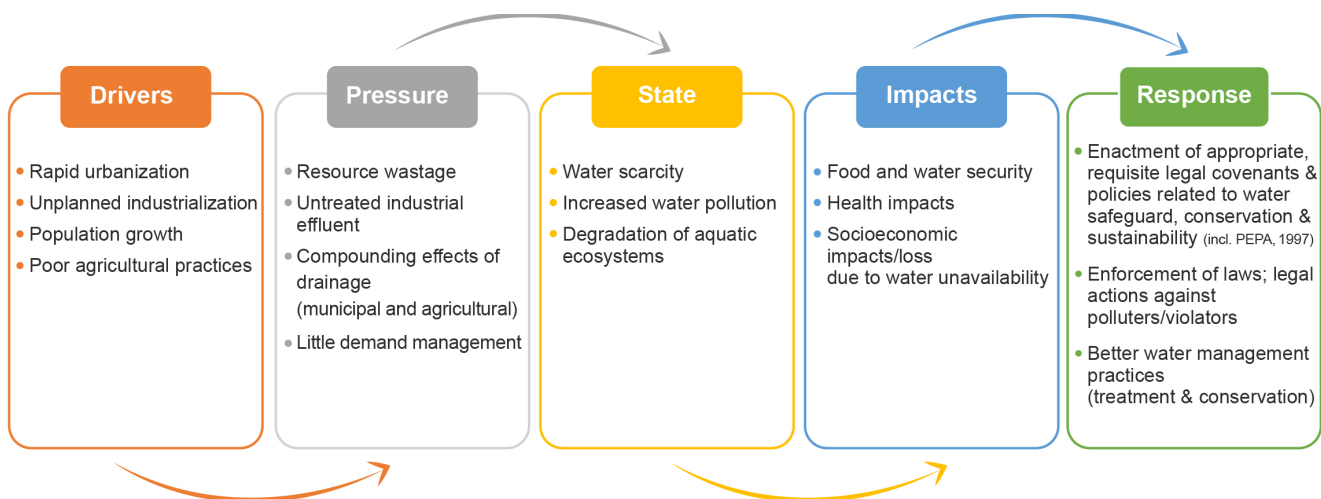 Drivers
Rapid urbanization
Unplanned industrialization
Population growth
Poor agricultural practices
Pressure
Resource wastage
Untreated industrial
effluent
Compounding effects of
drainage
(municipal and agricultural)
Little demand management
State
Water scarcity
Increased water pollution
Degradation of aquatic
ecosystems
Impacts
Food and water security
Health impacts
Socioeconomic
impacts/loss
due to water unavailability
Response
Enactment of appropriate,
requisite legal covenants &
policies related to water
safeguard, conservation &
sustainability (incl. PEPA, 1997)
Enforcement of laws; legal
actions against
polluters/violators
Better water management
practices
(treatment & conservation)